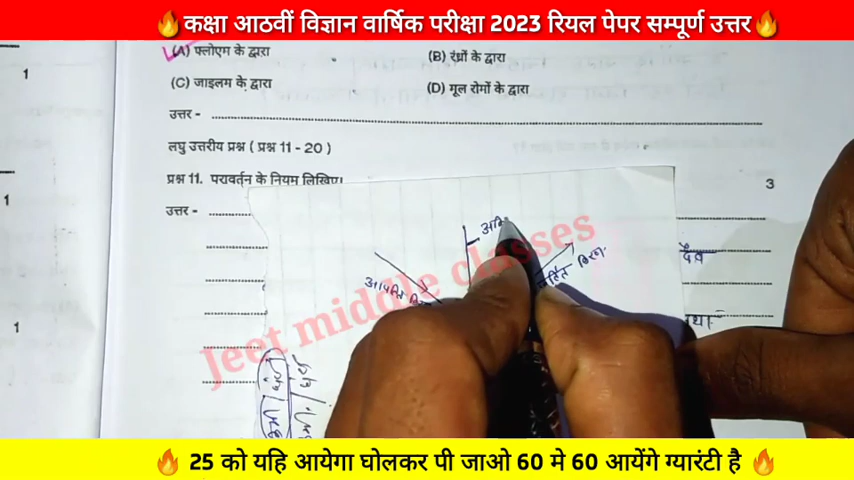 🔥कक्षा आठवीं विज्ञान वार्षिक परीक्षा 2023 रियल पेपर सम्पूर्ण उत्तर🔥
(A) फ्लोएम के द्वारा
(B) रंध्रों के द्वारा
1
(C) जाइलम के द्वारा
(D) मूल रोमों के द्वारा
उत्तर -
लघु उत्तरीय प्रश्न ( प्रश्न 11 - 20 )
प्रश्न 11. परावर्तन के नियम लिखिए।
3
1
उत्तर -
Jeet middle classes
1
🔥 25 को यहि आयेगा घोलकर पी जाओ 60 मे 60 आयेंगे ग्यारंटी है 🔥